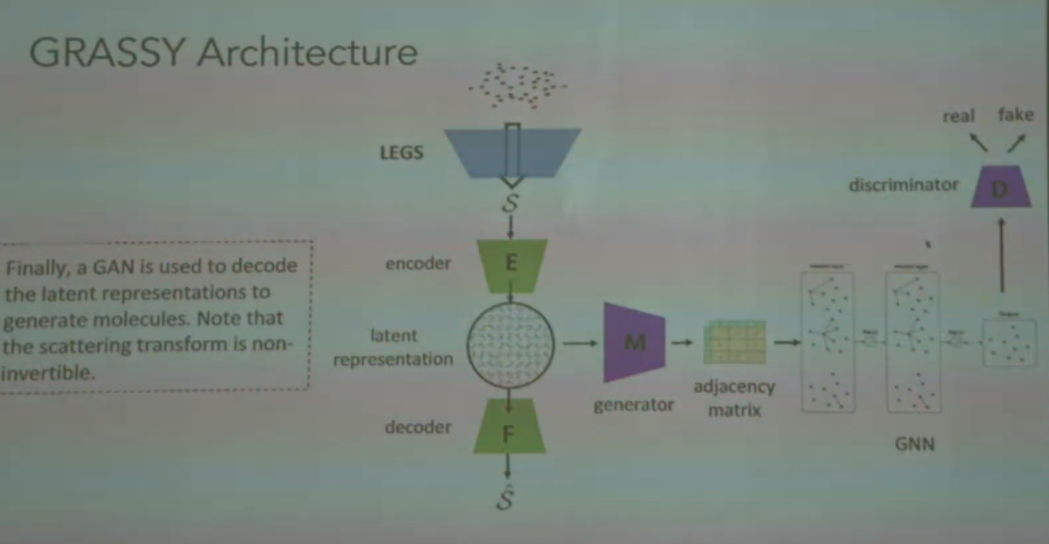 GRASSY Architecture
LEGS
S
real fake
discriminator
D
Finally, a GAN is used to decode
the latent representations to
generate molecules. Note that
the scattering transform is non-
invertible.
encoder
E
latent
representation
M
generator
adjacency
matrix
GNN
decoder
F
Ŝ